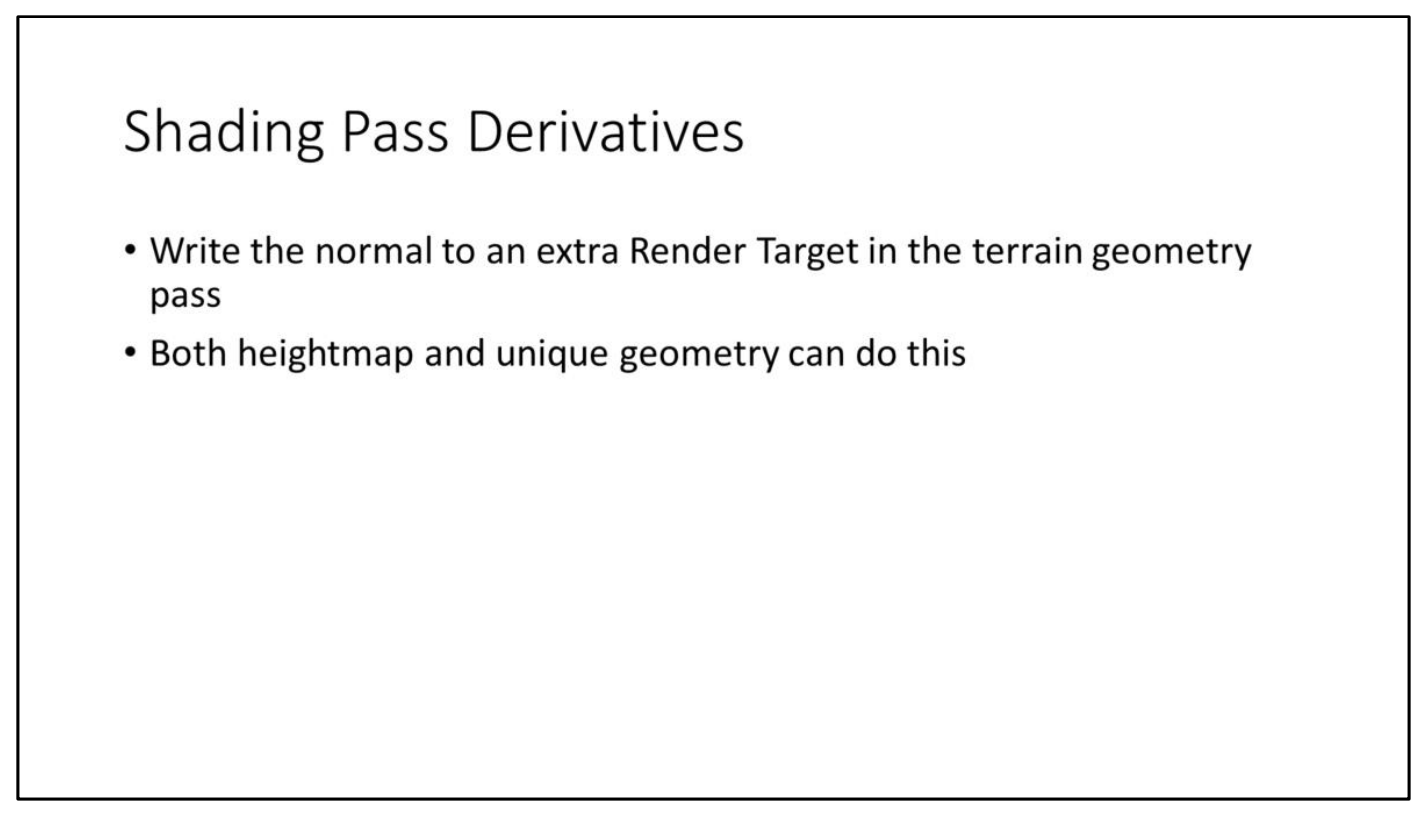 Shading Pass Derivatives
• Write the normal to an extra Render Target in the terrain geometry
pass
• Both heightmap and unique geometry can do this